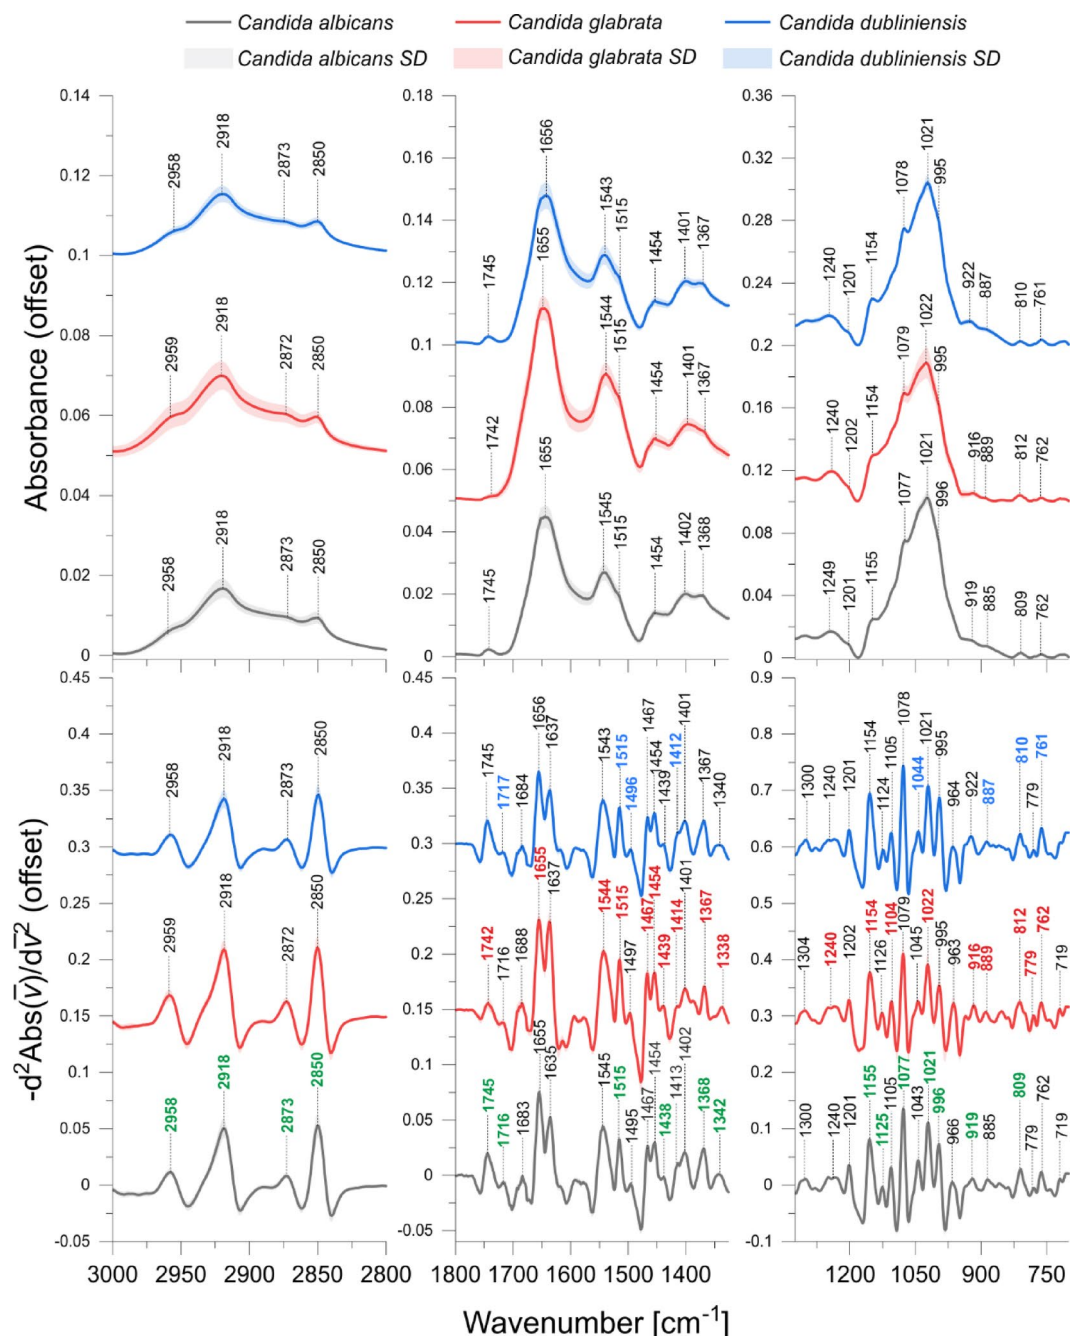 Candida albicans Candida glabrata Candida dubliniensis
Candida albicans SD Candida glabrata SD Candida dubliniensis SD
Absorbance (offset)
0.14
0.12
0.1
0.08
0.06
0.04
0.02
0
2958 2918 2873 2850
2959 2918 2872 2850
2958 2918 2873 2850
0.18
0.16
0.14
0.12
0.1
0.08
0.06
0.04
0.02
0
1745 1656 1543 1515 1454 1401 1367
1742 1655 1544 1515 1454 1401 1367
1745 1655 1545 1515 1454 1402 1368
0.36
0.32
0.28
0.24
0.2
0.16
0.12
0.08
0.04
0
1240 1201 1154 1078 1021 995 922 887 810 761
1240 1202 1154 1079 1022 995 916 889 812 762
1249 1201 1155 1077 1021 996 919 885 809 762
-d²Abs(ν̅)/dν̅² (offset)
0.45
0.4
0.35
0.3
0.25
0.2
0.15
0.1
0.05
0
-0.05
2958 2918 2873 2850
2959 2918 2872 2850
2958 2918 2873 2850
3000 2950 2900 2850 2800
0.45
0.4
0.35
0.3
0.25
0.2
0.15
0.1
0.05
0
-0.05
1745 1717 1684 1656 1637 1543 1515 1496 1467 1454 1439 1412 1401 1367 1340
1742 1716 1688 1655 1637 1544 1515 1497 1467 1454 1439 1414 1401 1367 1338
1745 1716 1683 1655 1635 1545 1515 1495 1467 1454 1438 1413 1402 1368 1342
1800 1700 1600 1500 1400
0.9
0.8
0.7
0.6
0.5
0.4
0.3
0.2
0.1
0
-0.1
1300 1240 1201 1154 1124 1105 1078 1044 1021 995 964 922 887 810 779 761
1304 1240 1202 1154 1126 1104 1079 1045 1022 995 963 916 889 812 779 762 719
1300 1240 1201 1155 1125 1105 1077 1043 1021 996 966 919 885 809 779 762 719
1200 1050 900 750
Wavenumber [cm⁻¹]